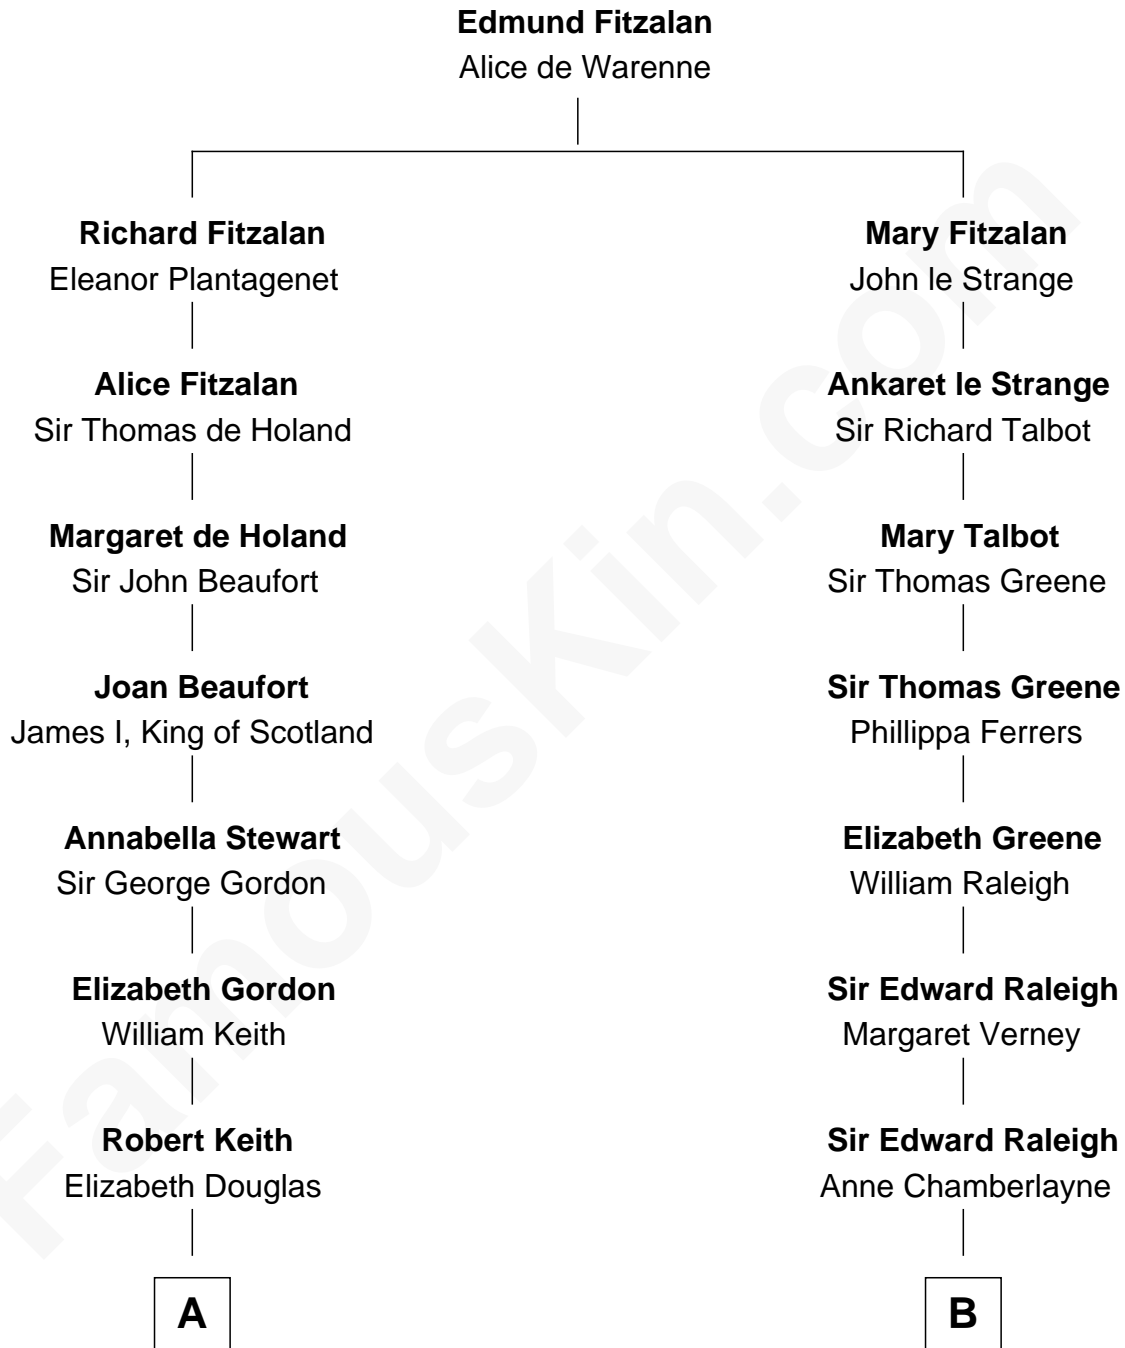 Edmund Fitzalan
Alice de Warenne
Richard Fitzalan
Eleanor Plantagenet
Mary Fitzalan
John le Strange
Alice Fitzalan
Sir Thomas de Holand
Ankaret le Strange
Sir Richard Talbot
Margaret de Holand
Sir John Beaufort
Mary Talbot
Sir Thomas Greene
Joan Beaufort
James I, King of Scotland
Sir Thomas Greene
Phillippa Ferrers
Annabella Stewart
Sir George Gordon
Elizabeth Greene
William Raleigh
Elizabeth Gordon
William Keith
Sir Edward Raleigh
Margaret Verney
Robert Keith
Elizabeth Douglas
Sir Edward Raleigh
Anne Chamberlayne
A
B
FamousKin.com